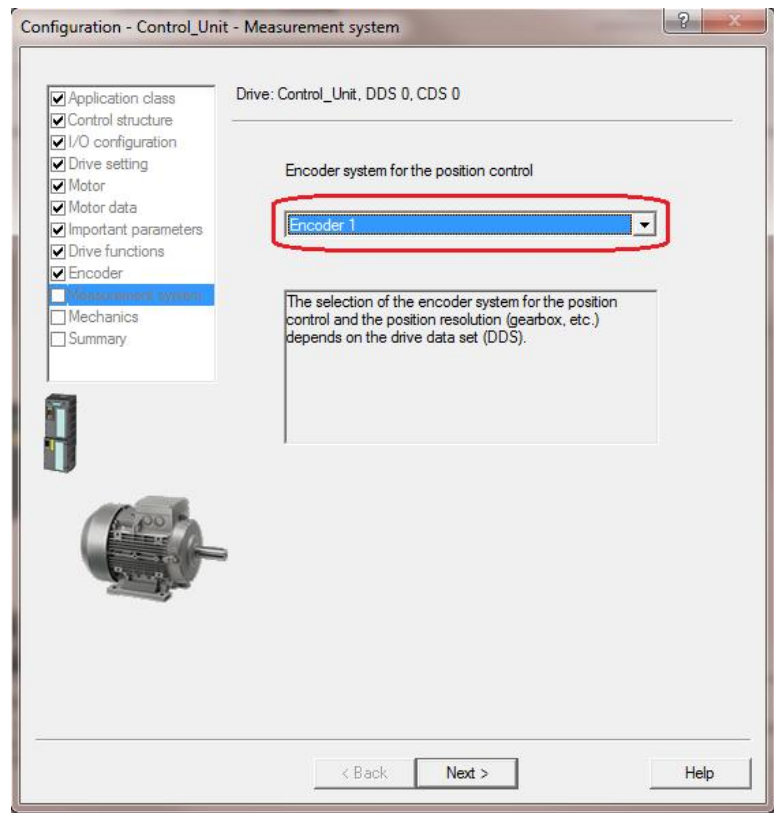 Configuration - Control_Unit - Measurement system
Application class
Control structure
I/O configuration
Drive setting
Motor
Motor data
Important parameters
Drive functions
Encoder
Measurement system
Mechanics
Summary
Drive: Control_Unit, DDS 0, CDS 0
Encoder system for the position control
Encoder 1
The selection of the encoder system for the position
control and the position resolution (gearbox, etc.)
depends on the drive data set (DDS).
< Back
Next >
Help